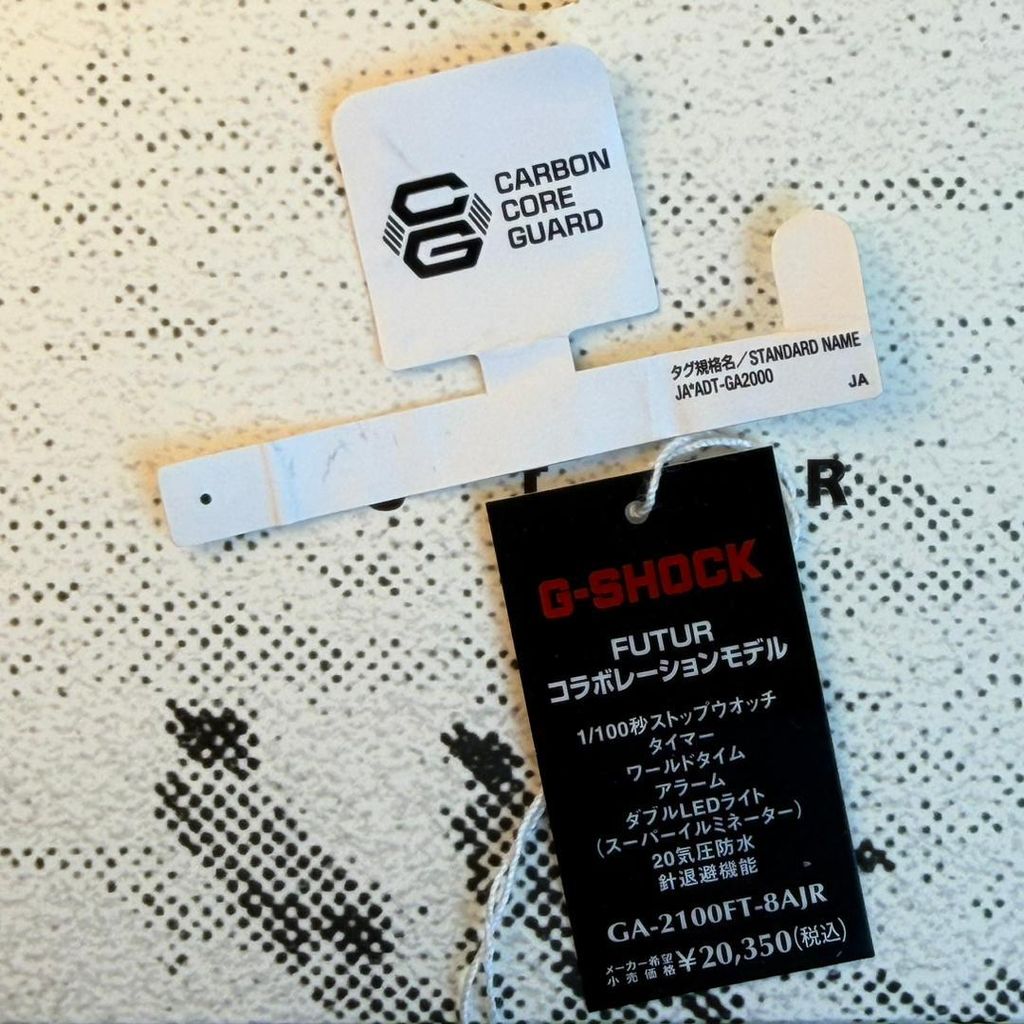 CARBON
CORE
GUARD
タグ規格名／STANDARD NAME
JA*ADT-GA2000
JA
R
G-SHOCK
FUTUR
コラボレーションモデル
1/100秒ストップウオッチ
タイマー
ワールドタイム
アラーム
ダブルLEDライト
(スーパーイルミネーター)
20気圧防水
針退避機能
GA-2100FT-8AJR
メーカー希望
小売価格 ¥20,350(税込)